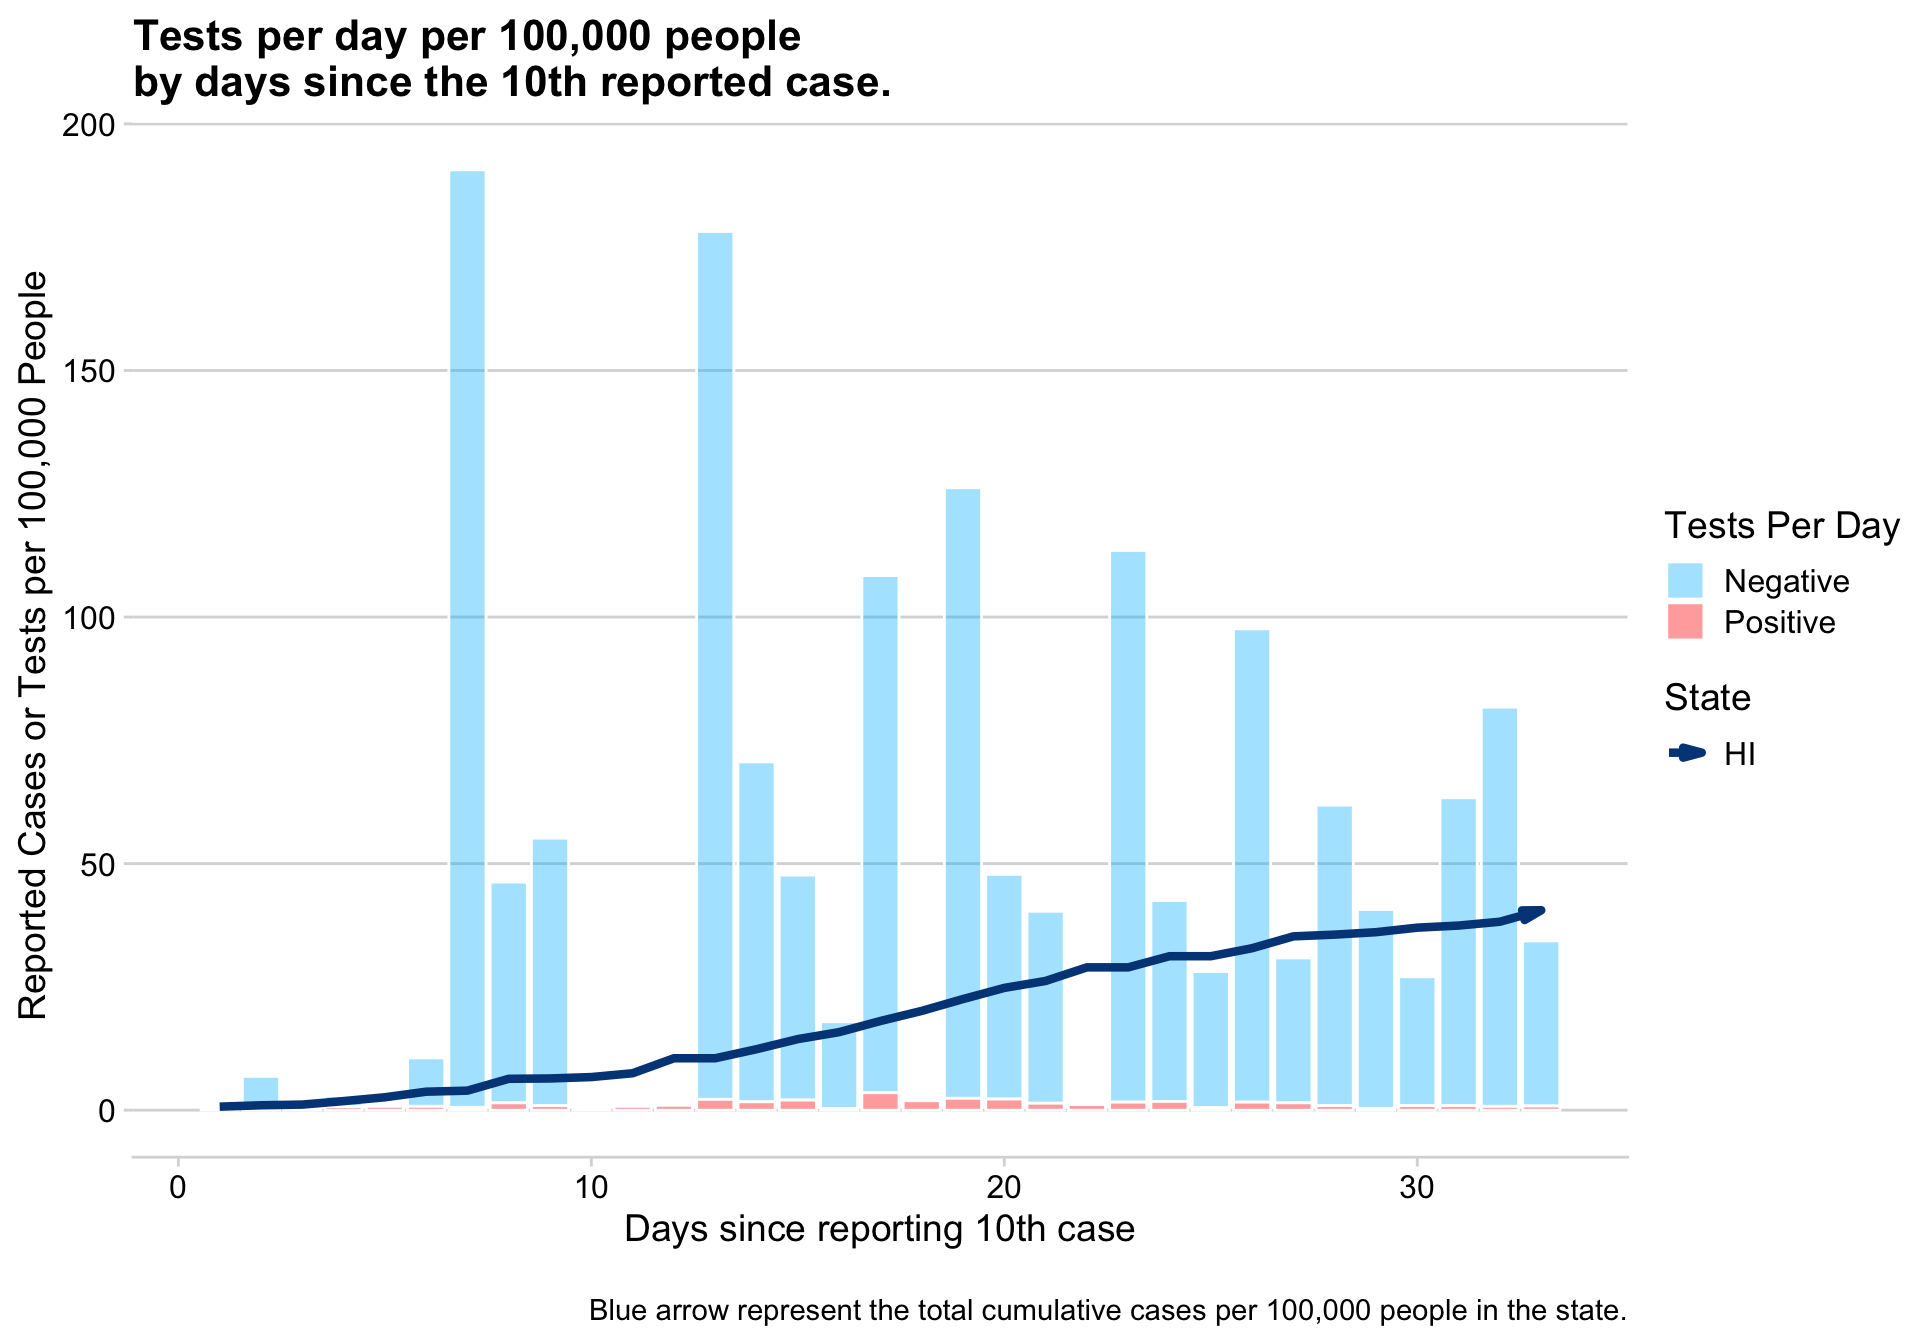 Tests per day per 100,000 people
by days since the 10th reported case.
Reported Cases or Tests per 100,000 People
200
150
100
50
0
0 10 20 30
Days since reporting 10th case
Tests Per Day
Negative
Positive
State
HI
Blue arrow represent the total cumulative cases per 100,000 people in the state.